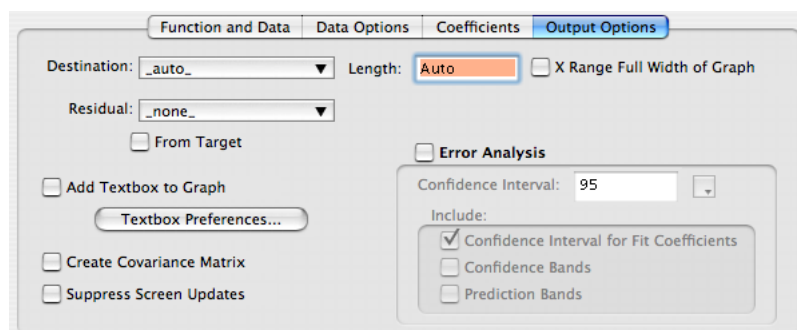 Function and Data Data Options Coefficients Output Options
Destination: _auto_ Length: Auto X Range Full Width of Graph
Residual: _none_
From Target
Error Analysis
Add Textbox to Graph
Confidence Interval: 95
Textbox Preferences...
Include:
Confidence Interval for Fit Coefficients
Create Covariance Matrix
Confidence Bands
Suppress Screen Updates
Prediction Bands